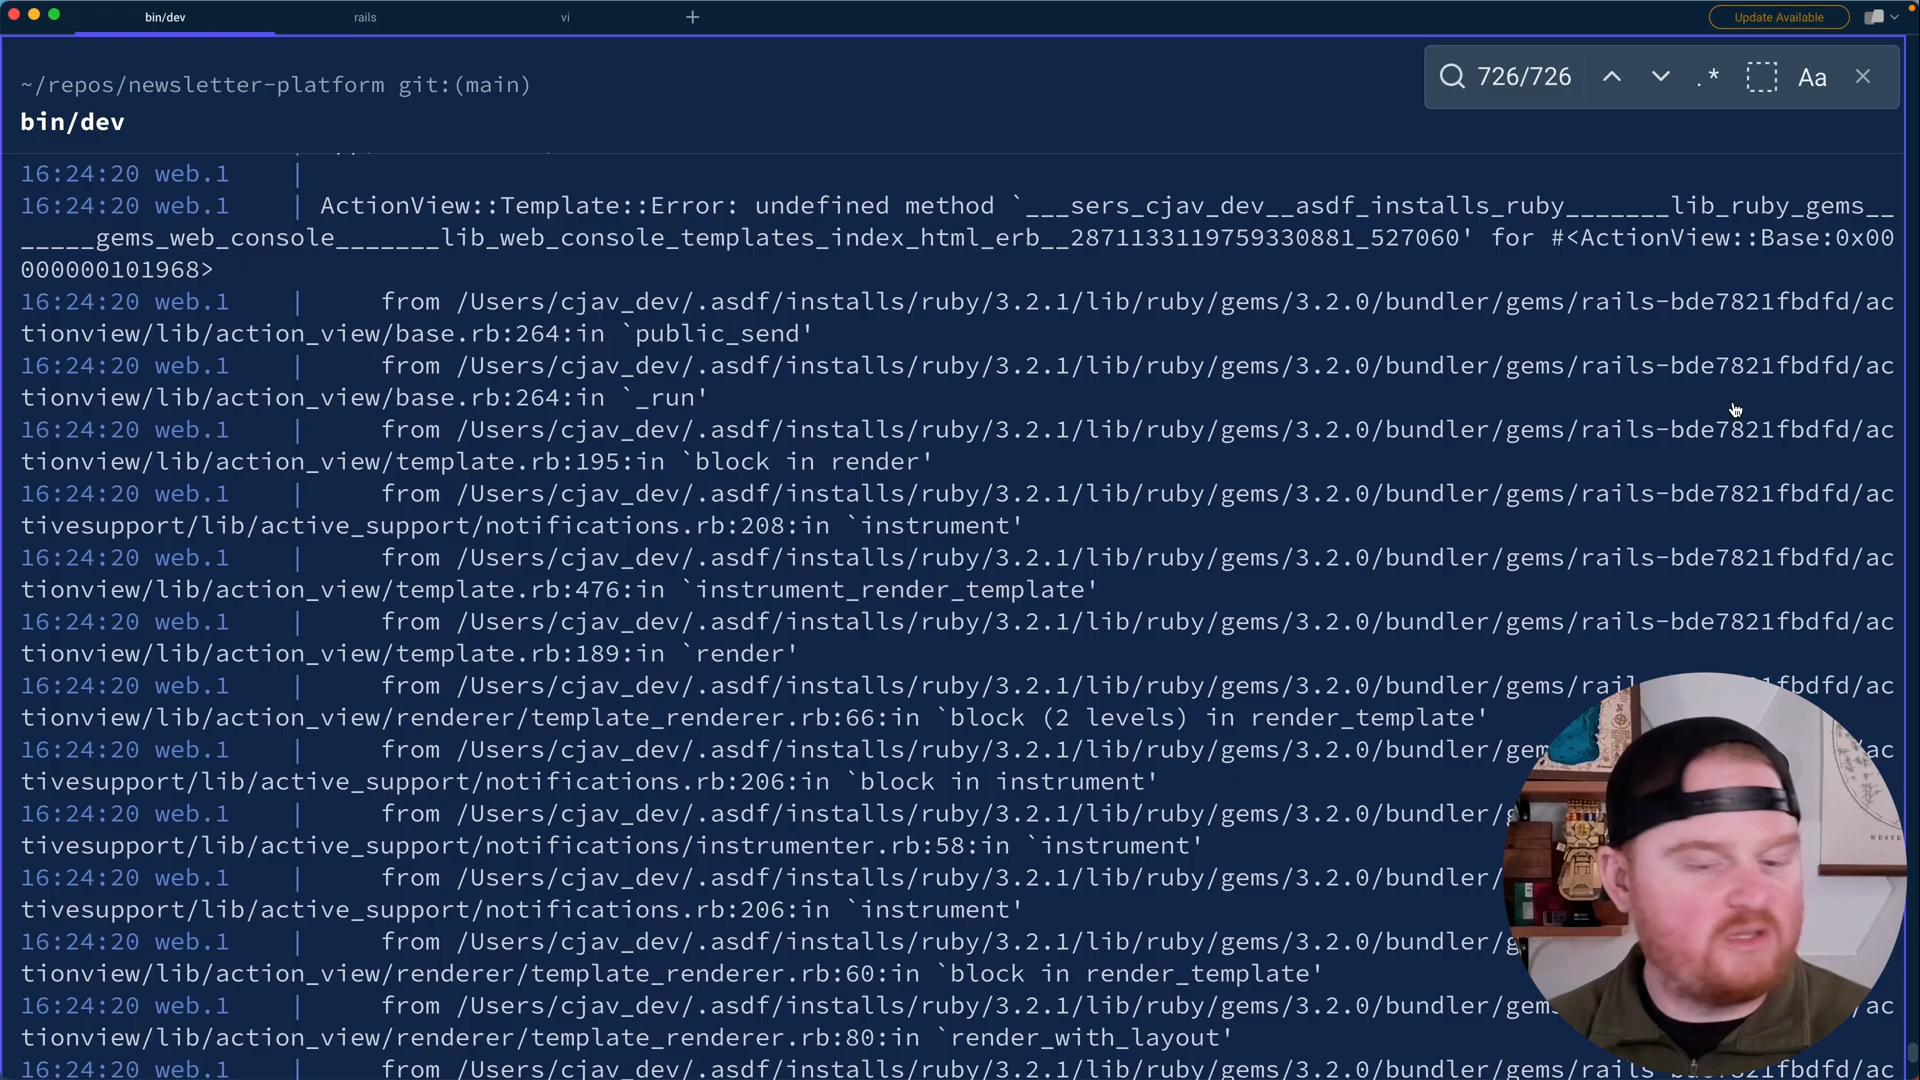 bin/dev rails vi + Update Available
~/repos/newsletter-platform git:(main)
726/726 .* Aa
bin/dev
16:24:20 web.1 |
16:24:20 web.1 | ActionView::Template::Error: undefined method `___sers_cjav_dev__asdf_installs_ruby_______lib_ruby_gems__
_____gems_web_console_______lib_web_console_templates_index_html_erb__2871133119759330881_527060' for #<ActionView::Base:0x00
000000101968>
16:24:20 web.1 | from /Users/cjav_dev/.asdf/installs/ruby/3.2.1/lib/ruby/gems/3.2.0/bundler/gems/rails-bde7821fbdfd/ac
tionview/lib/action_view/base.rb:264:in `public_send'
16:24:20 web.1 | from /Users/cjav_dev/.asdf/installs/ruby/3.2.1/lib/ruby/gems/3.2.0/bundler/gems/rails-bde7821fbdfd/ac
tionview/lib/action_view/base.rb:264:in `_run'
16:24:20 web.1 | from /Users/cjav_dev/.asdf/installs/ruby/3.2.1/lib/ruby/gems/3.2.0/bundler/gems/rails-bde7821fbdfd/ac
tionview/lib/action_view/template.rb:195:in `block in render'
16:24:20 web.1 | from /Users/cjav_dev/.asdf/installs/ruby/3.2.1/lib/ruby/gems/3.2.0/bundler/gems/rails-bde7821fbdfd/ac
tivesupport/lib/active_support/notifications.rb:208:in `instrument'
16:24:20 web.1 | from /Users/cjav_dev/.asdf/installs/ruby/3.2.1/lib/ruby/gems/3.2.0/bundler/gems/rails-bde7821fbdfd/ac
tionview/lib/action_view/template.rb:476:in `instrument_render_template'
16:24:20 web.1 | from /Users/cjav_dev/.asdf/installs/ruby/3.2.1/lib/ruby/gems/3.2.0/bundler/gems/rails-bde7821fbdfd/ac
tionview/lib/action_view/template.rb:189:in `render'
16:24:20 web.1 | from /Users/cjav_dev/.asdf/installs/ruby/3.2.1/lib/ruby/gems/3.2.0/bundler/gems/rail fbdfd/ac
tionview/lib/action_view/renderer/template_renderer.rb:66:in `block (2 levels) in render_template'
16:24:20 web.1 | from /Users/cjav_dev/.asdf/installs/ruby/3.2.1/lib/ruby/gems/3.2.0/bundler/gem /ac
tivesupport/lib/active_support/notifications.rb:206:in `block in instrument'
16:24:20 web.1 | from /Users/cjav_dev/.asdf/installs/ruby/3.2.1/lib/ruby/gems/3.2.0/bundler/g
tivesupport/lib/active_support/notifications/instrumenter.rb:58:in `instrument'
16:24:20 web.1 | from /Users/cjav_dev/.asdf/installs/ruby/3.2.1/lib/ruby/gems/3.2.0/bundler/
tivesupport/lib/active_support/notifications.rb:206:in `instrument'
16:24:20 web.1 | from /Users/cjav_dev/.asdf/installs/ruby/3.2.1/lib/ruby/gems/3.2.0/bundler/g
tionview/lib/action_view/renderer/template_renderer.rb:60:in `block in render_template'
16:24:20 web.1 | from /Users/cjav_dev/.asdf/installs/ruby/3.2.1/lib/ruby/gems/3.2.0/bundler/gem ac
tionview/lib/action_view/renderer/template_renderer.rb:80:in `render_with_layout'
16:24:20 web.1 | from /Users/cjav_dev/.asdf/installs/ruby/3.2.1/lib/ruby/gems/3.2.0/bundler/gems/rails 821fbdfd/ac